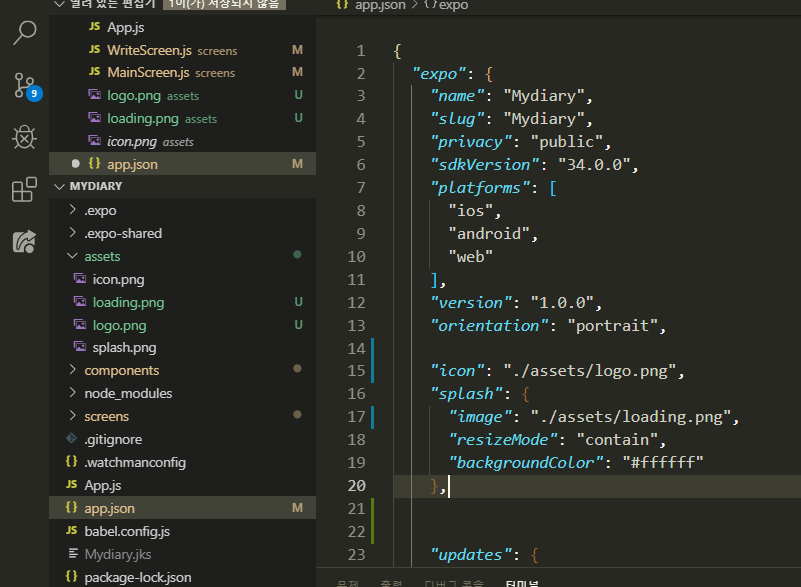 열려 있는 편집기 1이(가) 저장되지 않음
JS App.js
JS WriteScreen.js screens M
JS MainScreen.js screens M
logo.png assets U
loading.png assets U
icon.png assets
{} app.json M
MYDIARY
.expo
.expo-shared
assets
icon.png
loading.png U
logo.png U
splash.png
components
node_modules
screens
.gitignore
{} .watchmanconfig
JS App.js
{} app.json M
JS babel.config.js
Mydiary.jks
{} package-lock.json
9
{} app.json > {} expo
1 {
2 "expo": {
3 "name": "Mydiary",
4 "slug": "Mydiary",
5 "privacy": "public",
6 "sdkVersion": "34.0.0",
7 "platforms": [
8 "ios",
9 "android",
10 "web"
11 ],
12 "version": "1.0.0",
13 "orientation": "portrait",
14
15 "icon": "./assets/logo.png",
16 "splash": {
17 "image": "./assets/loading.png",
18 "resizeMode": "contain",
19 "backgroundColor": "#ffffff"
20 },
21
22
23 "updates": {
문제 출력 디버그 콘솔 터미널